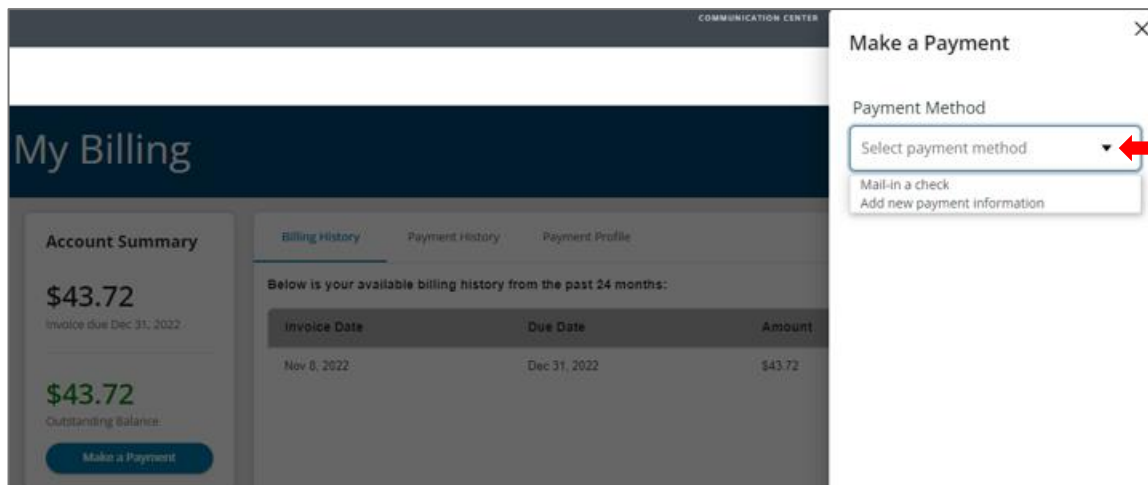 COMMUNICATION CENTER
Make a Payment
Payment Method
Select payment method
Mail-in a check
Add new payment information
My Billing
Account Summary
$43.72
Invoice due Dec 31, 2022
$43.72
Outstanding Balance
Make a Payment
Billing History Payment History Payment Profile
Below is your available billing history from the past 24 months:
Invoice Date Due Date Amount
Nov 8, 2022 Dec 31, 2022 $43.72